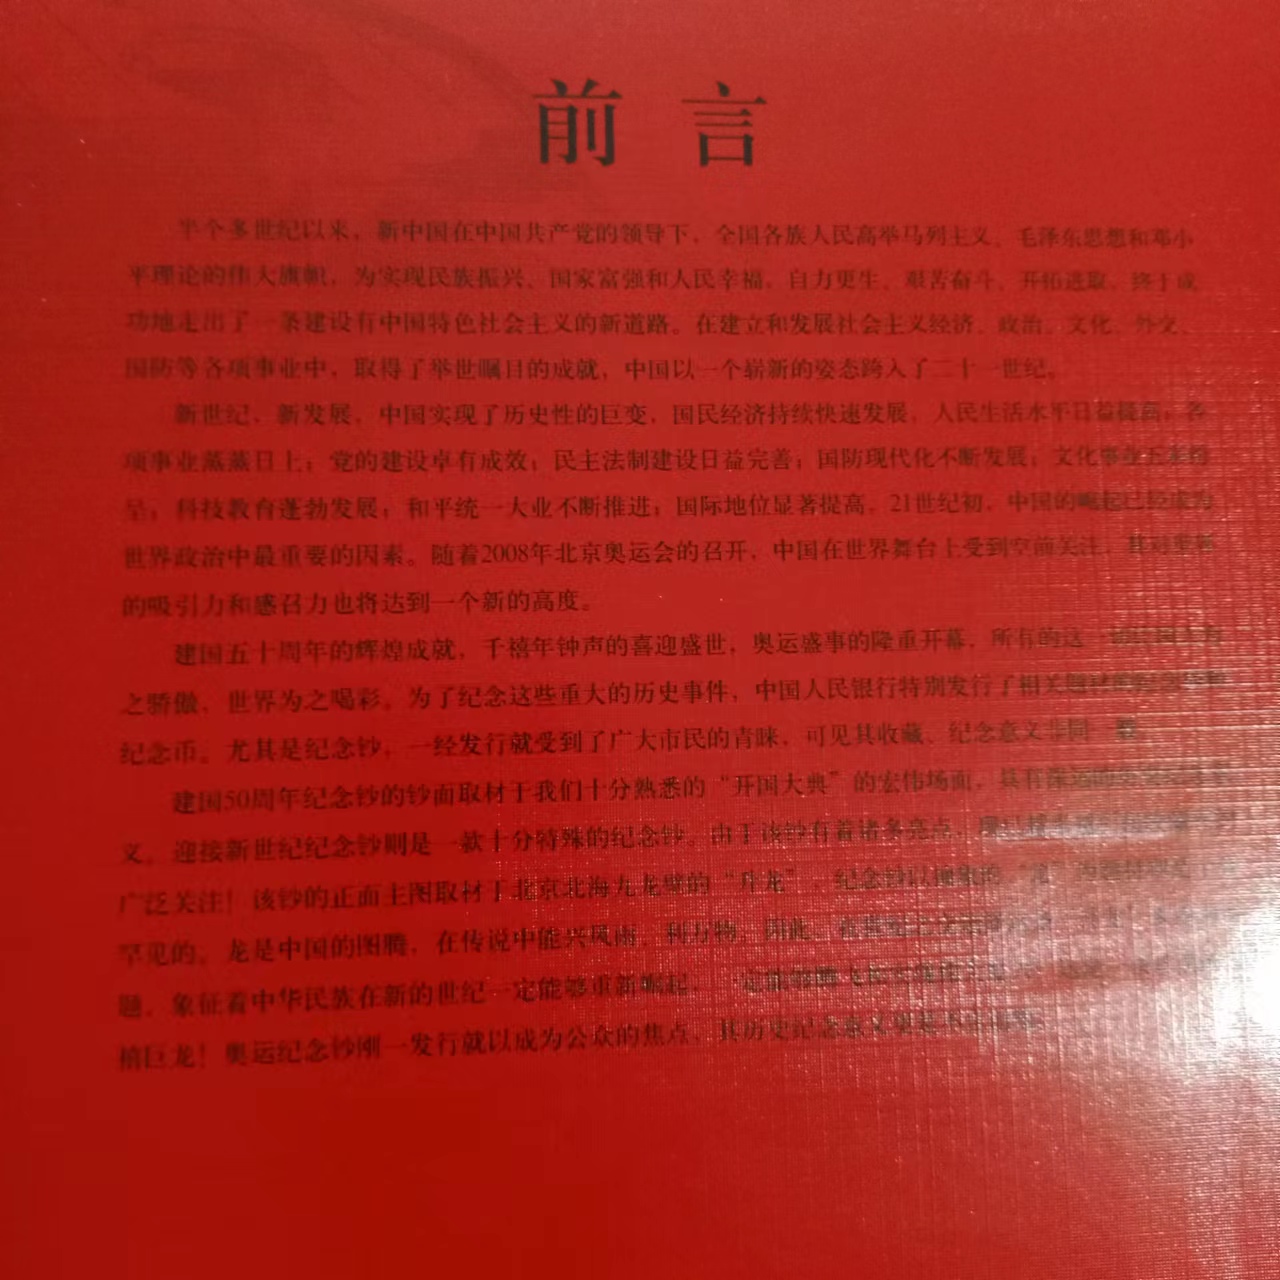 前言
半个多世纪以来，新中国在中国共产党的领导下，全国各族人民高举马列主义、毛泽东思想和邓小
平理论的伟大旗帜，为实现民族振兴、国家富强和人民幸福，自力更生、艰苦奋斗、开拓进取，终于成
功地走出了一条建设有中国特色社会主义的新道路。在建立和发展社会主义经济、政治、文化、外交、
国防等各项事业中，取得了举世瞩目的成就，中国以一个崭新的姿态跨入了二十一世纪。
新世纪、新发展，中国实现了历史性的巨变，国民经济持续快速发展，人民生活水平日益提高；各
项事业蒸蒸日上；党的建设卓有成效；民主法制建设日益完善；国防现代化不断发展；文化事业五彩纷
呈；科技教育蓬勃发展；和平统一大业不断推进；国际地位显著提高。21世纪初，中国的崛起已经成为
世界政治中最重要的因素。随着2008年北京奥运会的召开，中国在世界舞台上受到空前关注，其对世界
的吸引力和感召力也将达到一个新的高度。
建国五十周年的辉煌成就，千禧年钟声的喜迎盛世，奥运盛事的隆重开幕，所有的这一切
之骄傲，世界为之喝彩。为了纪念这些重大的历史事件，中国人民银行特别发行了相关题材的
纪念币。尤其是纪念钞，一经发行就受到了广大市民的青睐，可见其收藏、纪念意义非同一般。
建国50周年纪念钞的钞面取材于我们十分熟悉的“开国大典”的宏伟场面，具有
义。迎接新世纪纪念钞则是一款十分特殊的纪念钞。由于该钞有着诸多亮点，
广泛关注！该钞的正面主图取材于北京北海九龙壁的“升龙”，纪念钞以
罕见的。龙是中国的图腾，在传说中能兴风雨、利万物，因此，
题，象征着中华民族在新的世纪一定能够重新崛起，一定能够腾飞
榀巨龙！奥运纪念钞刚一发行就以成为公众的焦点，其历史纪念意义